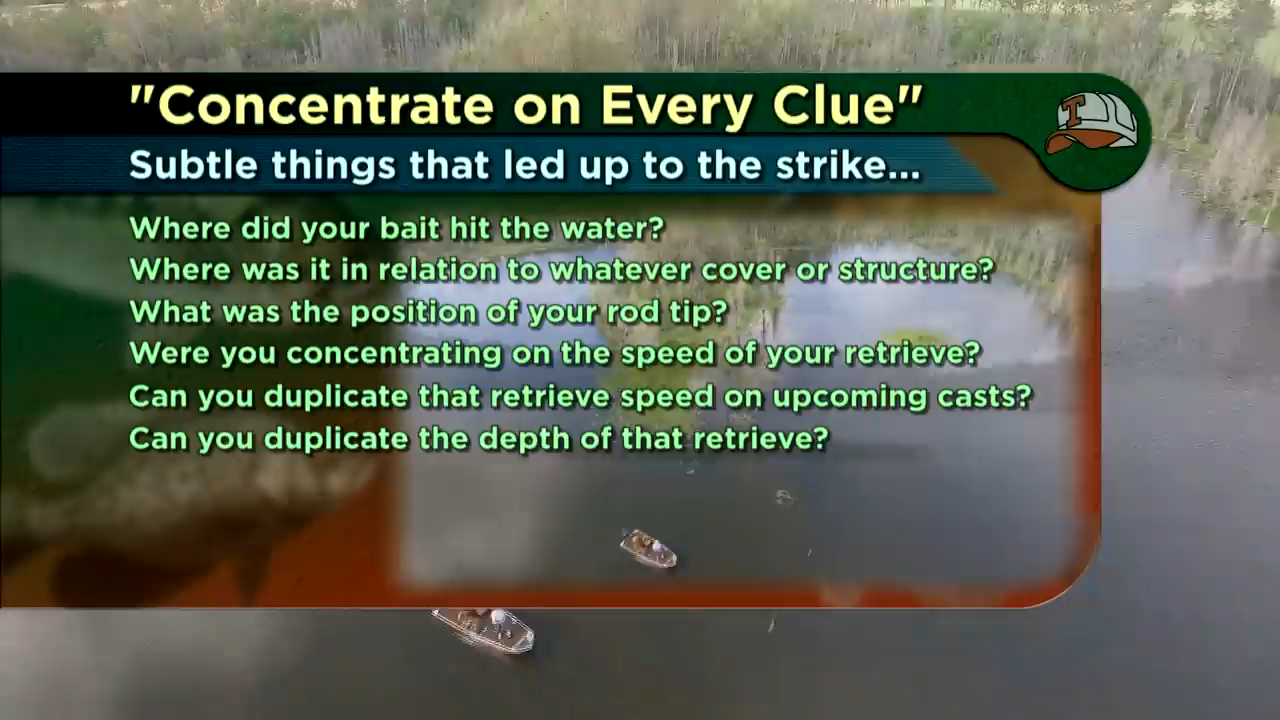 "Concentrate on Every Clue"
T
Subtle things that led up to the strike...
Where did your bait hit the water?
Where was it in relation to whatever cover or structure?
What was the position of your rod tip?
Were you concentrating on the speed of your retrieve?
Can you duplicate that retrieve speed on upcoming casts?
Can you duplicate the depth of that retrieve?